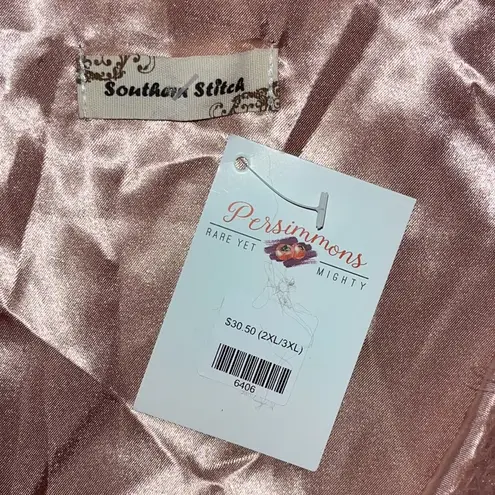 Southern Stitch
Persimmons
RARE YET MIGHTY
$30.50 (2XL/3XL)
6406